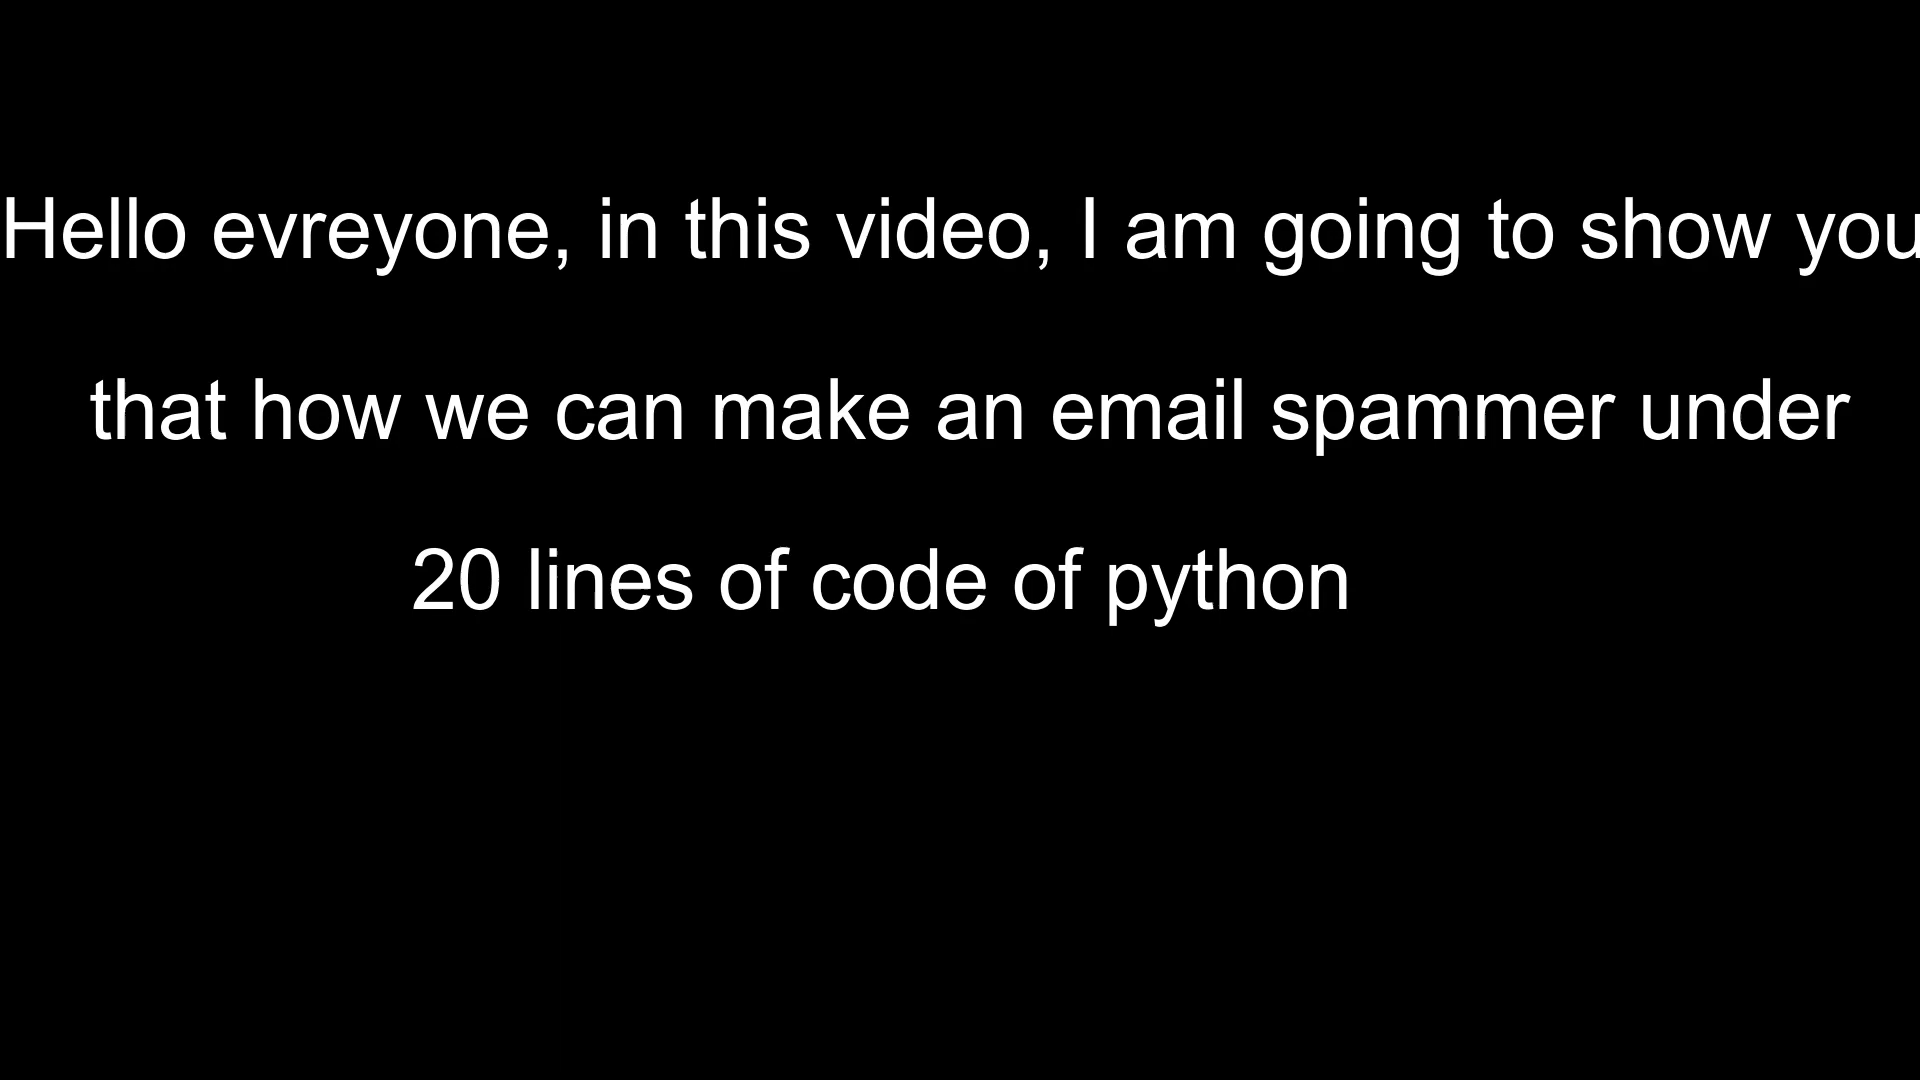 Hello evreyone, in this video, I am going to show you
that how we can make an email spammer under
20 lines of code of python